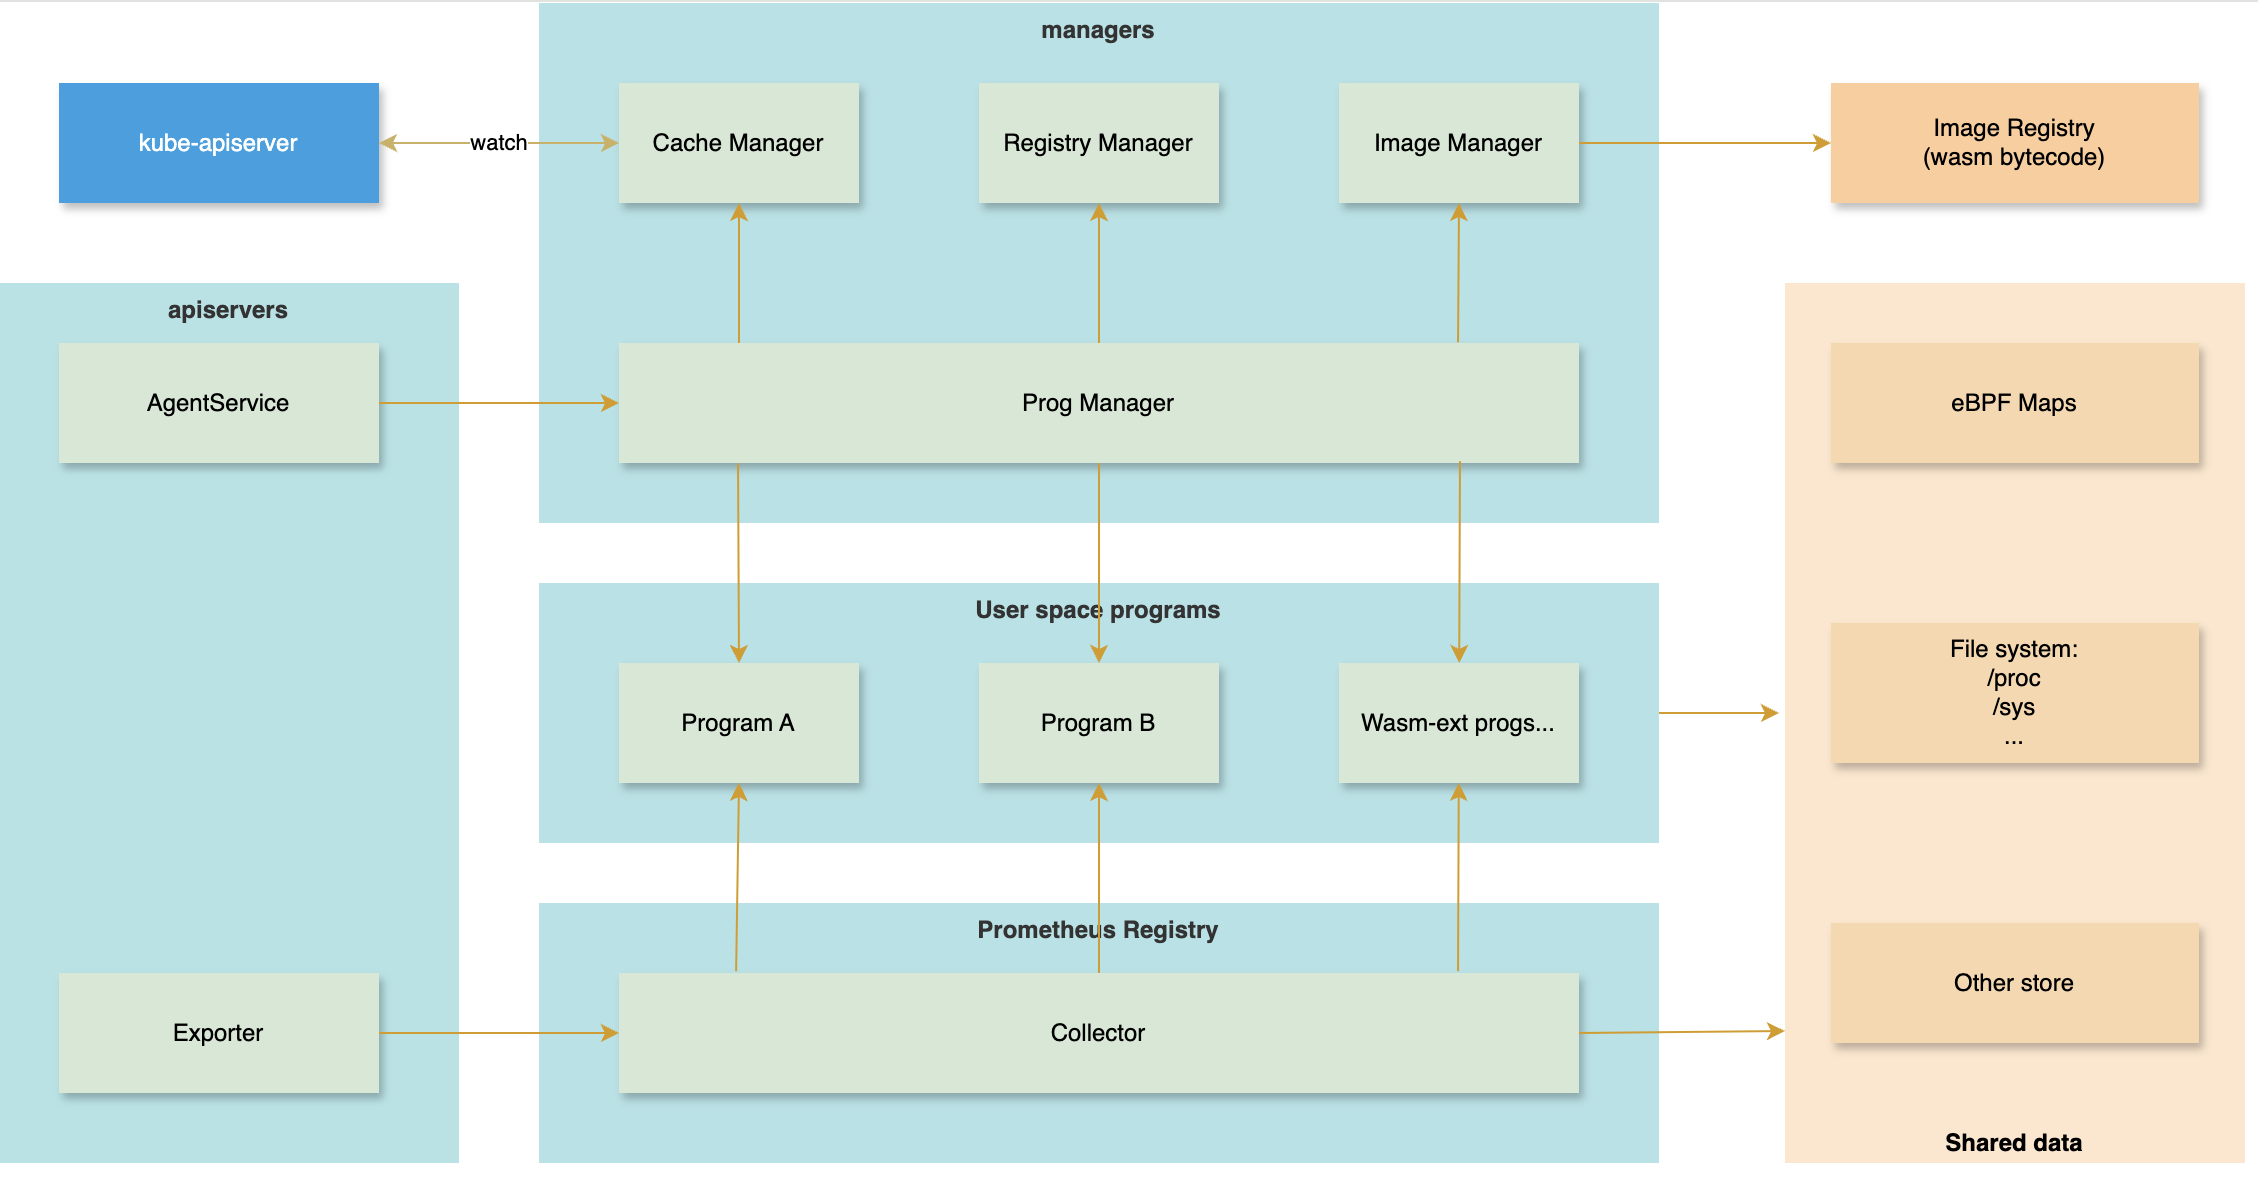 managers
kube-apiserver
watch
Cache Manager
Registry Manager
Image Manager
Image Registry
(wasm bytecode)
apiservers
AgentService
Prog Manager
eBPF Maps
User space programs
Program A
Program B
Wasm-ext progs...
File system:
/proc
/sys
...
Prometheus Registry
Exporter
Collector
Other store
Shared data